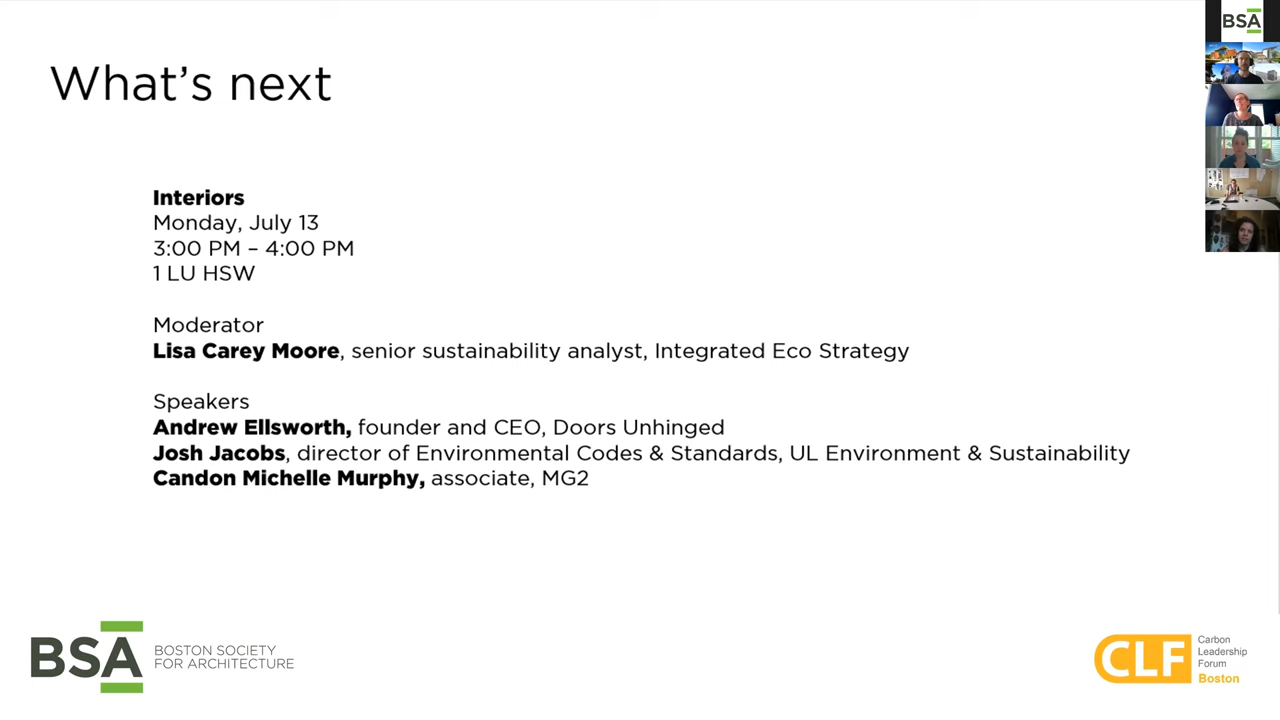 What's next
BSA
Interiors
Monday, July 13
3:00 PM – 4:00 PM
1 LU HSW
Moderator
Lisa Carey Moore, senior sustainability analyst, Integrated Eco Strategy
Speakers
Andrew Ellsworth, founder and CEO, Doors Unhinged
Josh Jacobs, director of Environmental Codes & Standards, UL Environment & Sustainability
Candon Michelle Murphy, associate, MG2
BSA
BOSTON SOCIETY
FOR ARCHITECTURE
CLF
Carbon
Leadership
Forum
Boston